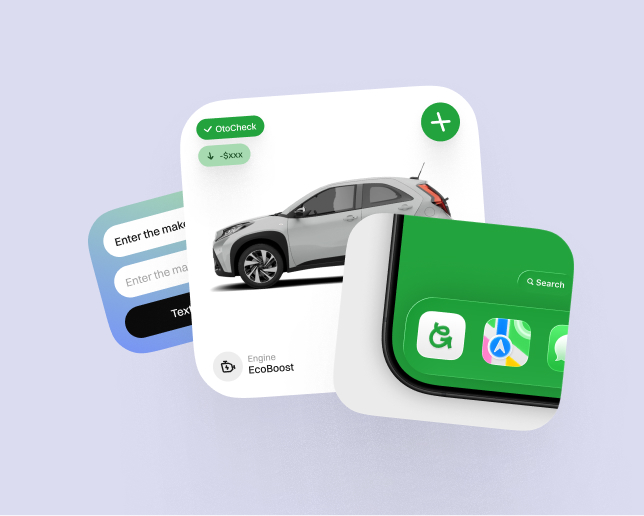 OtoCheck
-$xxx
Enter the make
Enter the ma
Text
Engine
EcoBoost
Search